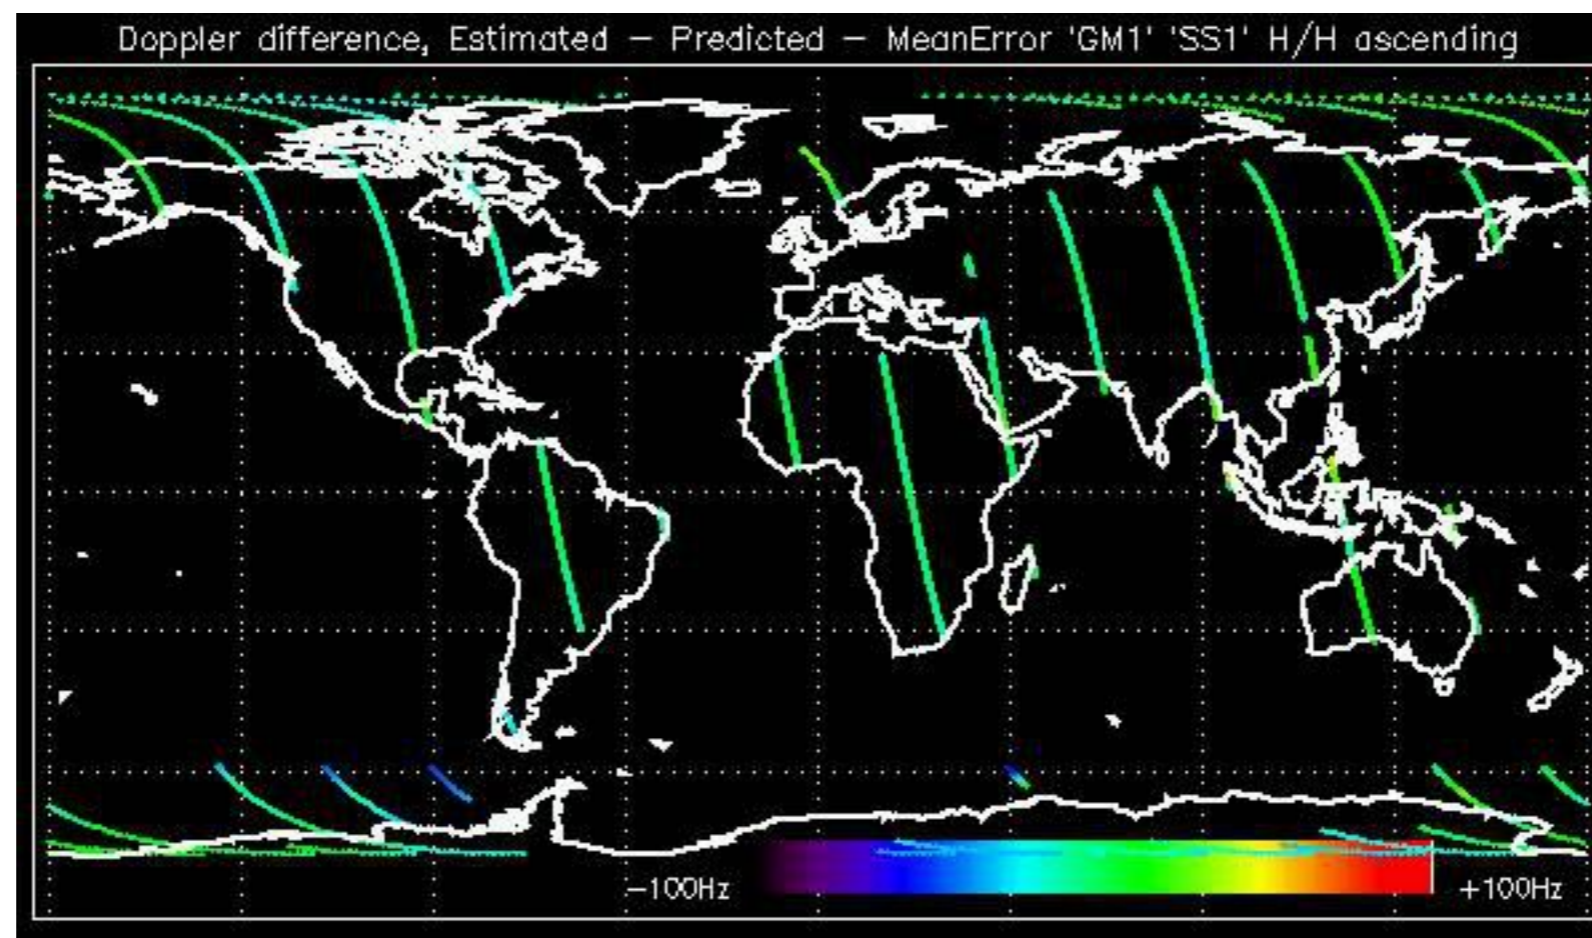 Doppler difference, Estimated - Predicted - MeanError 'GM1' 'SS1' H/H ascending
-100Hz +100Hz